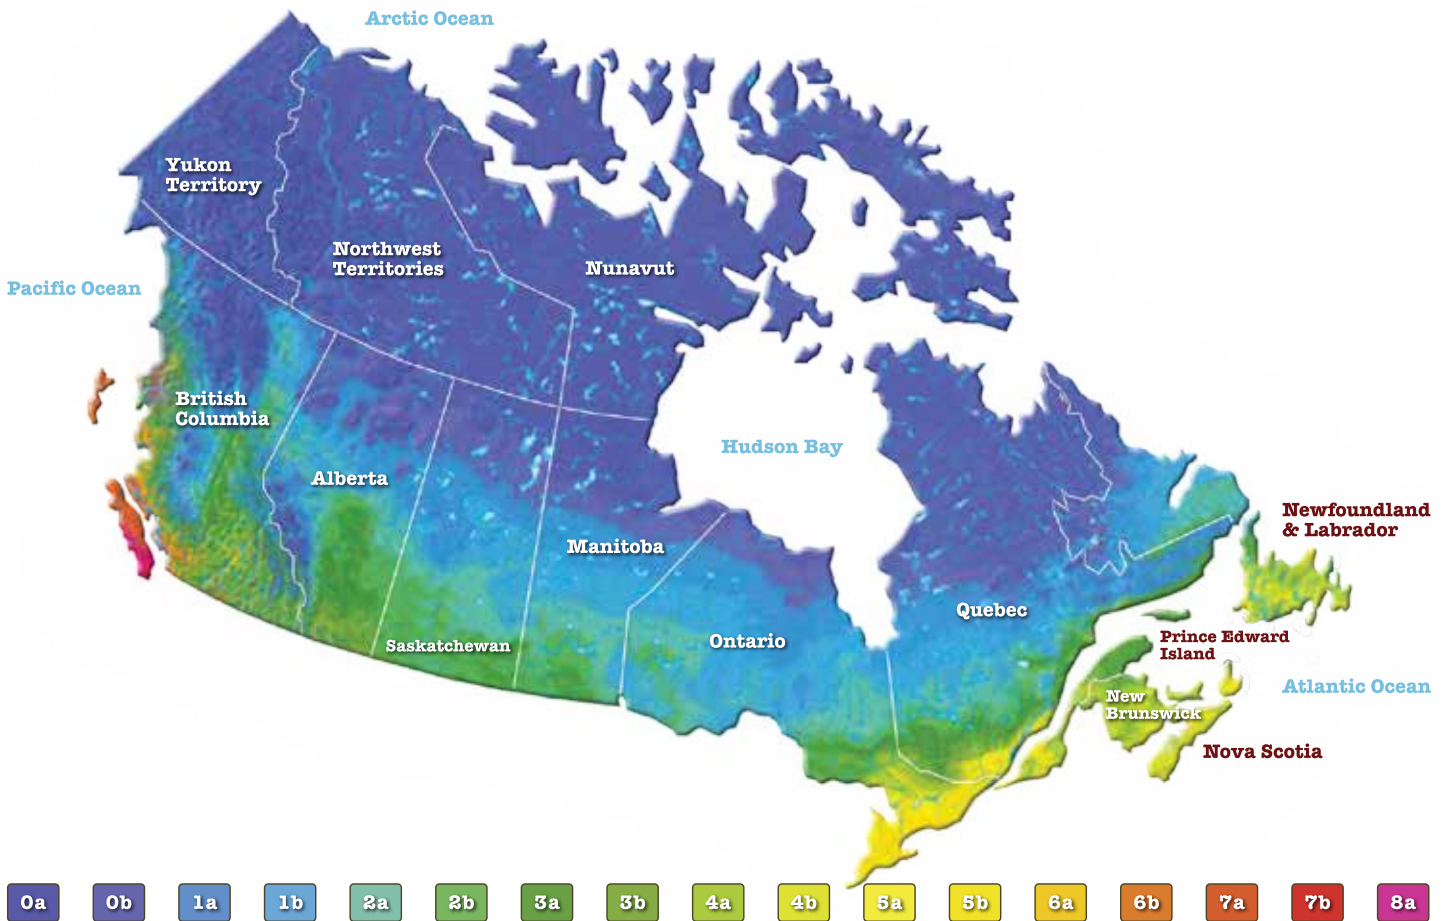 Arctic Ocean
Yukon
Territory
Northwest
Territories
Nunavut
Pacific Ocean
British
Columbia
Hudson Bay
Alberta
Newfoundland
& Labrador
Manitoba
Quebec
Ontario
Saskatchewan
Prince Edward
Island
Atlantic Ocean
New
Brunswick
Nova Scotia
0a 0b 1a 1b 2a 2b 3a 3b 4a 4b 5a 5b 6a 6b 7a 7b 8a